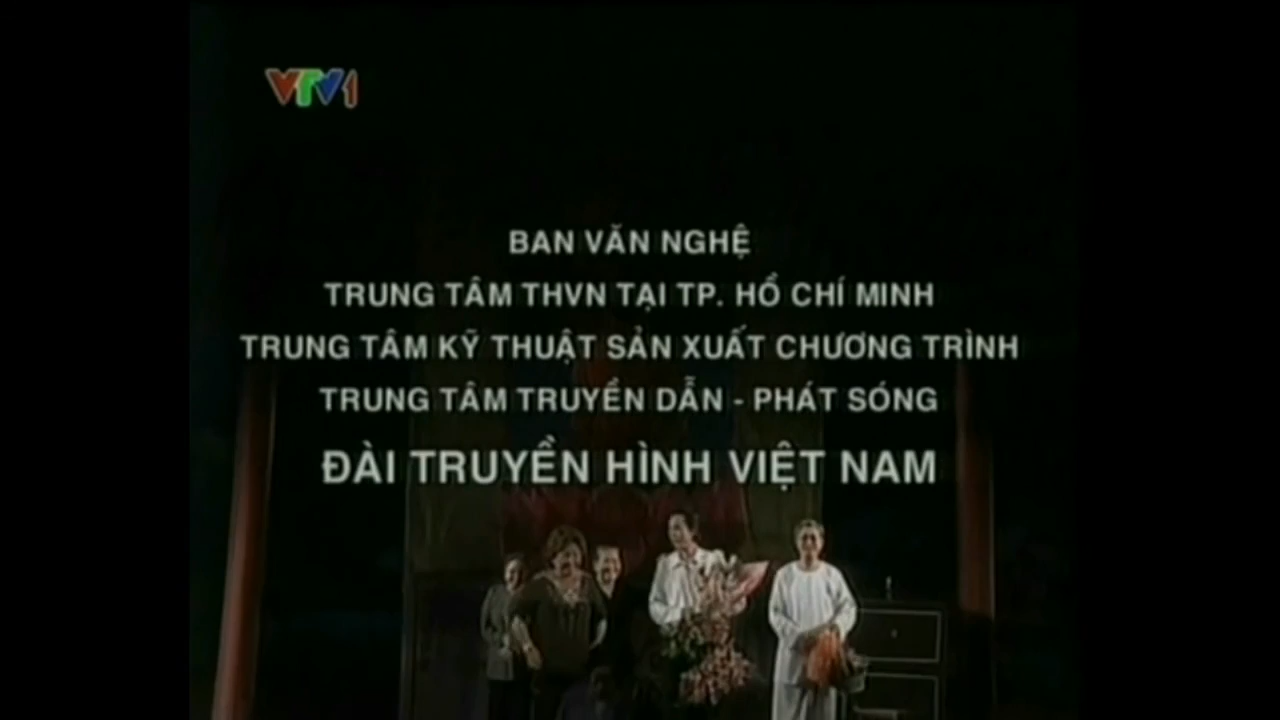 VTV1
BAN VĂN NGHỆ
TRUNG TÂM THVN TẠI TP. HỒ CHÍ MINH
TRUNG TÂM KỸ THUẬT SẢN XUẤT CHƯƠNG TRÌNH
TRUNG TÂM TRUYỀN DẪN - PHÁT SÓNG
ĐÀI TRUYỀN HÌNH VIỆT NAM